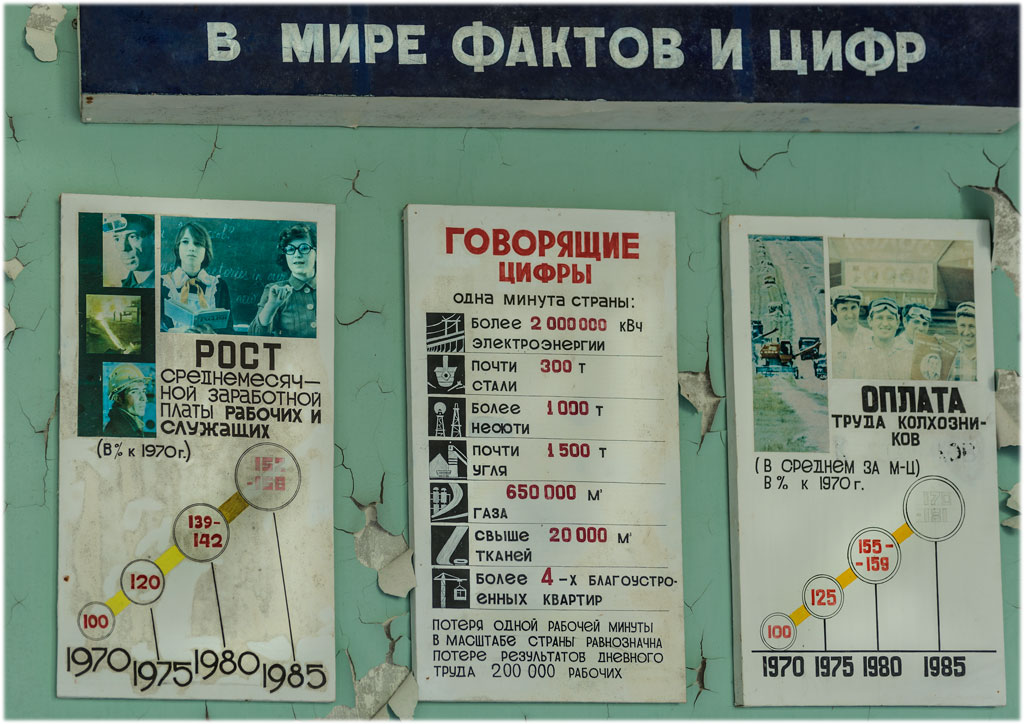 В МИРЕ ФАКТОВ И ЦИФР
РОСТ
СРЕДНЕМЕСЯЧ–
НОЙ ЗАРАБОТНОЙ
ПЛАТЫ РАБОЧИХ И
СЛУЖАЩИХ
(В % к 1970г.)
139-
142
120
100
1970 1975 1980 1985
ГОВОРЯЩИЕ
ЦИФРЫ
ОДНА МИНУТА СТРАНЫ:
БОЛЕЕ 2 000 000 кВч
ЭЛЕКТРОЭНЕРГИИ
ПОЧТИ 300 т
СТАЛИ
БОЛЕЕ 1 000 т
НЕФТИ
ПОЧТИ 1 500 т
УГЛЯ
650 000 м³
ГАЗА
СВЫШЕ 20 000 м²
ТКАНЕЙ
БОЛЕЕ 4-Х БЛАГОУСТРО-
ЕННЫХ КВАРТИР
ПОТЕРЯ ОДНОЙ РАБОЧЕЙ МИНУТЫ
В МАСШТАБЕ СТРАНЫ РАВНОЗНАЧНА
ПОТЕРЕ РЕЗУЛЬТАТОВ ДНЕВНОГО
ТРУДА 200 000 РАБОЧИХ
ОПЛАТА
ТРУДА КОЛХОЗНИ-
КОВ
(В СРЕДНЕМ ЗА М-Ц)
В % К 1970 г.
155-
-159
125
100
1970 1975 1980 1985